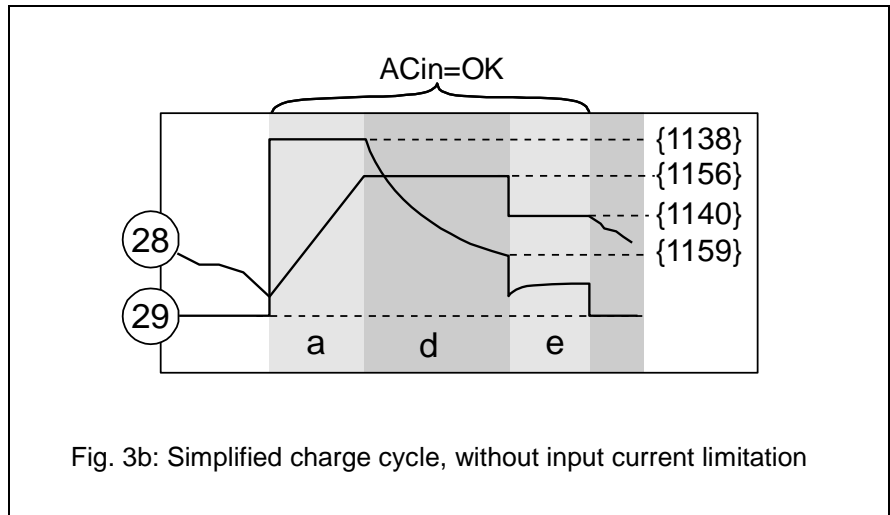 ACin=OK
{1138}
{1156}
{1140}
{1159}
28
29
a d e
Fig. 3b: Simplified charge cycle, without input current limitation